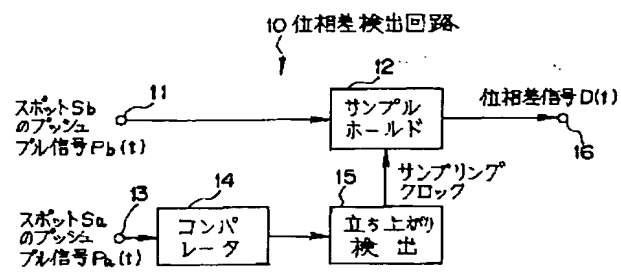 10 位相差検出回路
11
12
スポットSb
のプッシュ
プル信号Pb(t)
サンプル
ホールド
位相差信号D(t)
16
サンプリング
クロック
13
14
15
スポットSa
のプッシュ
プル信号Pa(t)
コンパ
レータ
立ち上がり
検出